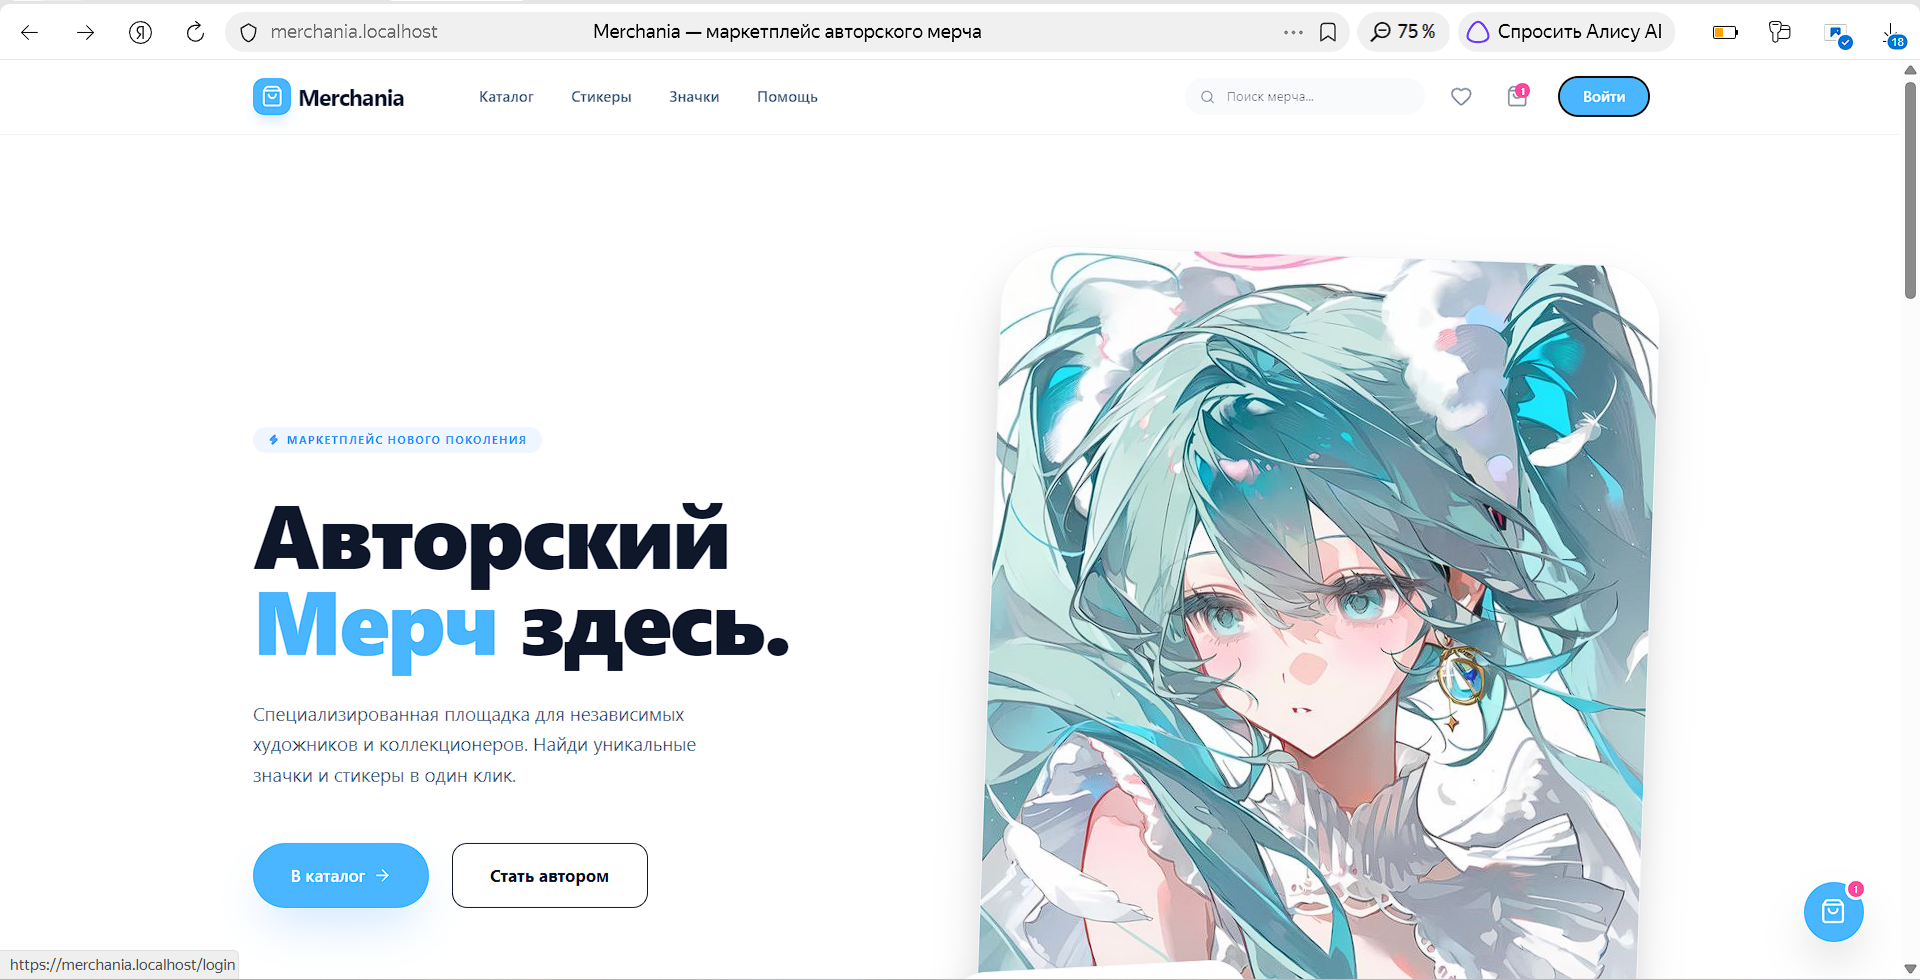 merchania.localhost
Merchania — маркетплейс авторского мерча
75 %
Спросить Алису AI
18
Merchania
Каталог
Стикеры
Значки
Помощь
Поиск мерча...
1
Войти
МАРКЕТПЛЕЙС НОВОГО ПОКОЛЕНИЯ
Авторский
Мерч здесь.
Специализированная площадка для независимых
художников и коллекционеров. Найди уникальные
значки и стикеры в один клик.
В каталог →
Стать автором
1
https://merchania.localhost/login